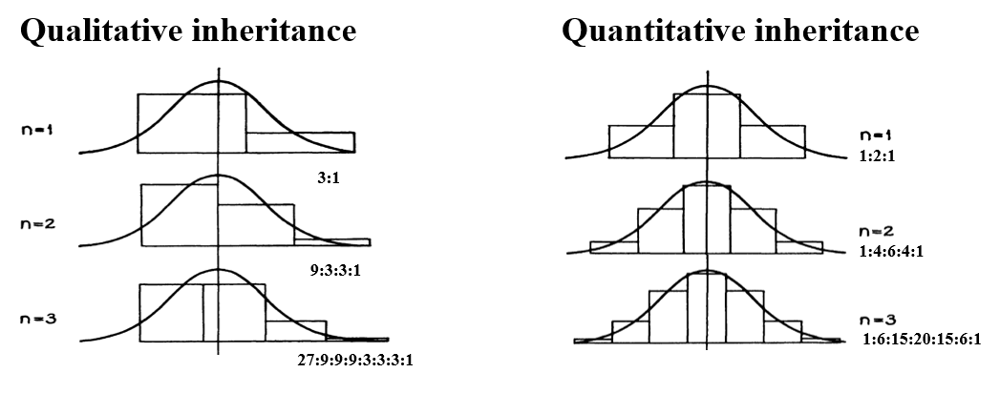 Qualitative inheritance
n=1
3:1
n=2
9:3:3:1
n=3
27:9:9:9:3:3:3:1
Quantitative inheritance
n=1
1:2:1
n=2
1:4:6:4:1
n=3
1:6:15:20:15:6:1